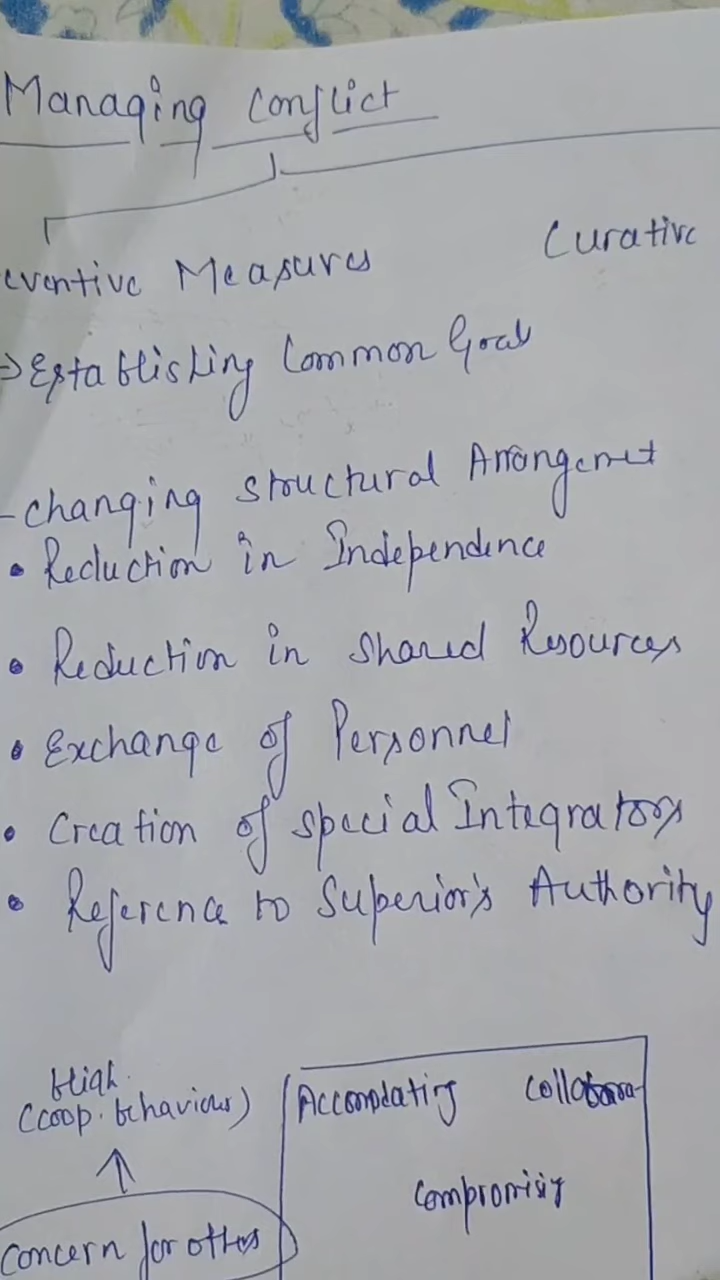 Managing Conflict
eventive Measures Curative
⇒ Establishing Common Goal
- changing structural Arrangemet
• Reduction in Independence
• Reduction in shared Resources
• Exchange of Personnel
• Creation of special Integrators
• Reference to Superior's Authority
High
(coop. behaviour)
Accomodating
Compromising
Concern for others